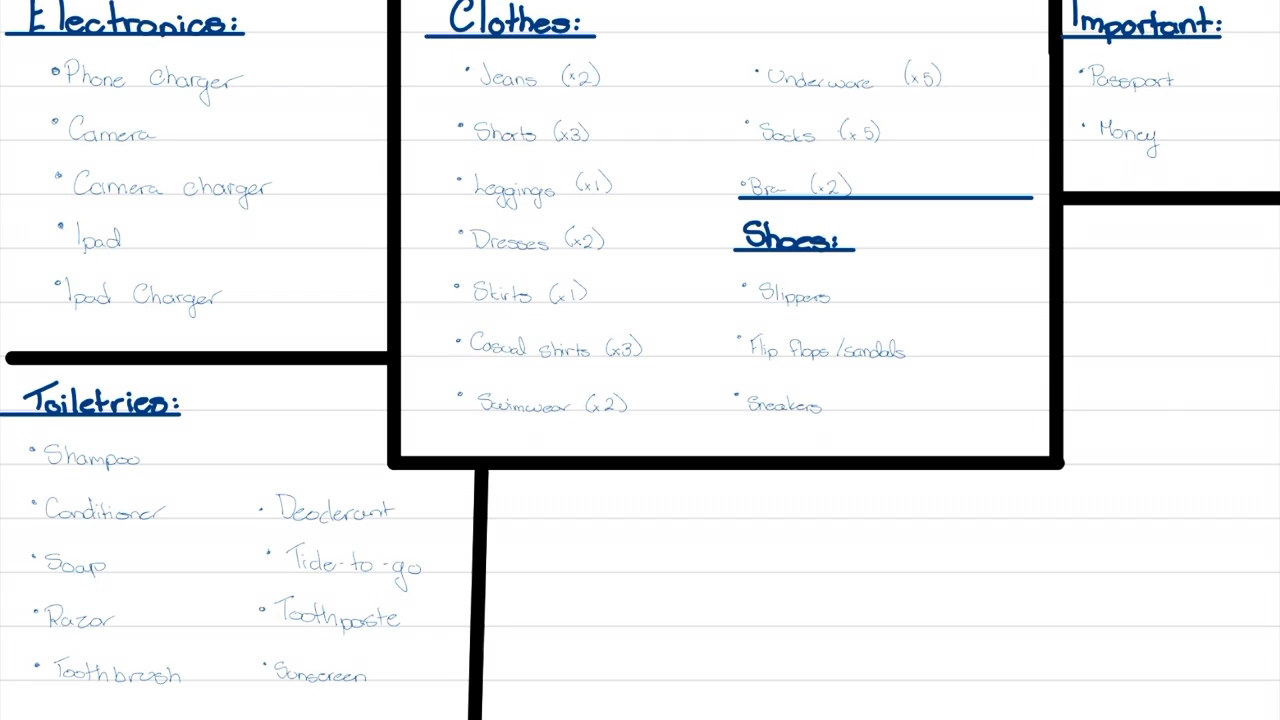 Electronics:
• Phone Charger
• Camera
• Camera charger
• Ipad
• Ipad Charger
Toiletries:
• Shampoo
• Conditioner
• Soap
• Razor
• Toothbrush
• Deoderant
• Tide-to-go
• Toothpaste
• Sunscreen
Clothes:
• Jeans (x2)
• Shorts (x3)
• Leggings (x1)
• Dresses (x2)
• Skirts (x1)
• Casual shirts (x3)
• Swimwear (x2)
• Underware (x5)
• Socks (x5)
• Bra (x2)
Shoes:
• Slippers
• Flip flops/sandals
• Sneakers
Important:
• Passport
• Money